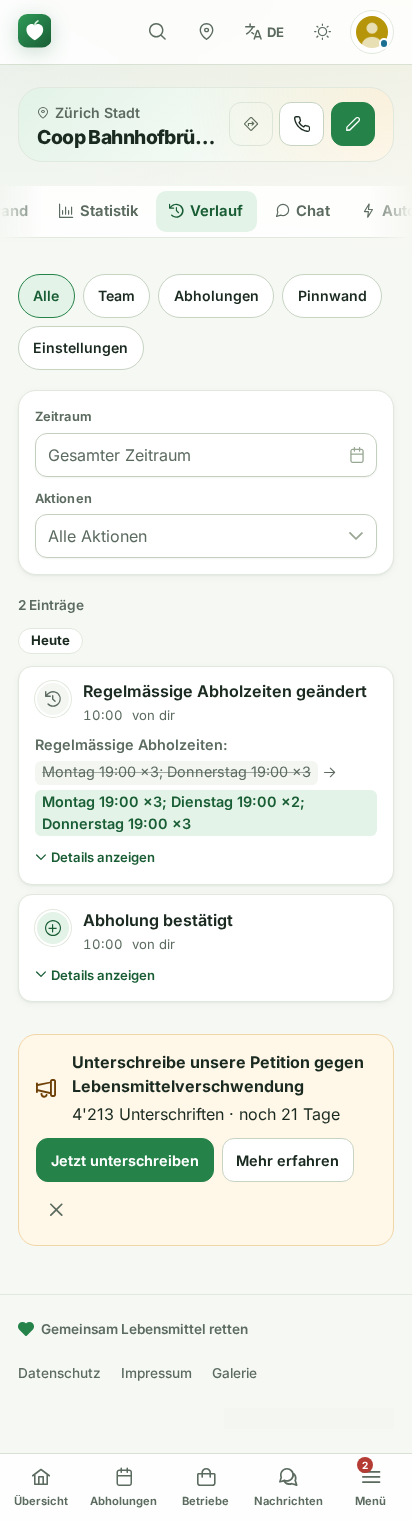 DE
Zürich Stadt
Coop Bahnhofbrü…
and
Statistik
Verlauf
Chat
Auto
Alle
Team
Abholungen
Pinnwand
Einstellungen
Zeitraum
Gesamter Zeitraum
Aktionen
Alle Aktionen
2 Einträge
Heute
Regelmässige Abholzeiten geändert
10:00 von dir
Regelmässige Abholzeiten:
Montag 19:00 ×3; Donnerstag 19:00 ×3 →
Montag 19:00 ×3; Dienstag 19:00 ×2;
Donnerstag 19:00 ×3
Details anzeigen
Abholung bestätigt
10:00 von dir
Details anzeigen
Unterschreibe unsere Petition gegen
Lebensmittelverschwendung
4'213 Unterschriften · noch 21 Tage
Jetzt unterschreiben
Mehr erfahren
Gemeinsam Lebensmittel retten
Datenschutz
Impressum
Galerie
2
Übersicht
Abholungen
Betriebe
Nachrichten
Menü